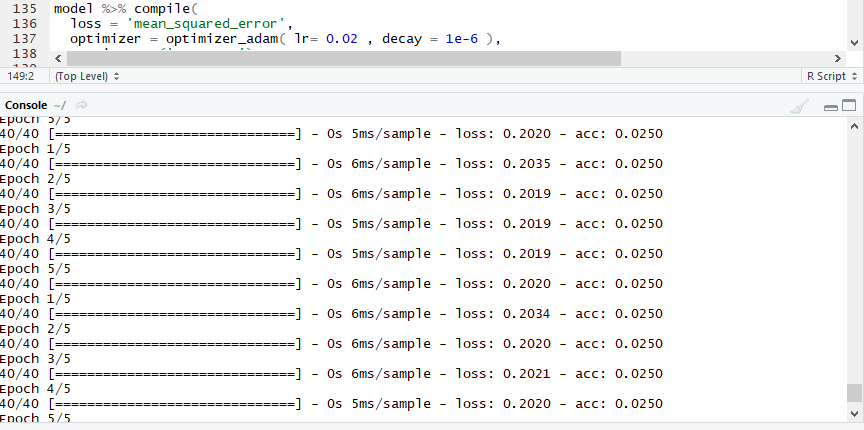 135 model %>% compile(
136 loss = 'mean_squared_error',
137 optimizer = optimizer_adam( lr= 0.02 , decay = 1e-6 ),
138
149:2 (Top Level) R Script
Console ~/
Epoch 5/5
40/40 [==============================] - 0s 5ms/sample - loss: 0.2020 - acc: 0.0250
Epoch 1/5
40/40 [==============================] - 0s 6ms/sample - loss: 0.2035 - acc: 0.0250
Epoch 2/5
40/40 [==============================] - 0s 6ms/sample - loss: 0.2019 - acc: 0.0250
Epoch 3/5
40/40 [==============================] - 0s 5ms/sample - loss: 0.2019 - acc: 0.0250
Epoch 4/5
40/40 [==============================] - 0s 5ms/sample - loss: 0.2019 - acc: 0.0250
Epoch 5/5
40/40 [==============================] - 0s 6ms/sample - loss: 0.2020 - acc: 0.0250
Epoch 1/5
40/40 [==============================] - 0s 6ms/sample - loss: 0.2034 - acc: 0.0250
Epoch 2/5
40/40 [==============================] - 0s 6ms/sample - loss: 0.2020 - acc: 0.0250
Epoch 3/5
40/40 [==============================] - 0s 6ms/sample - loss: 0.2021 - acc: 0.0250
Epoch 4/5
40/40 [==============================] - 0s 5ms/sample - loss: 0.2020 - acc: 0.0250
Epoch 5/5